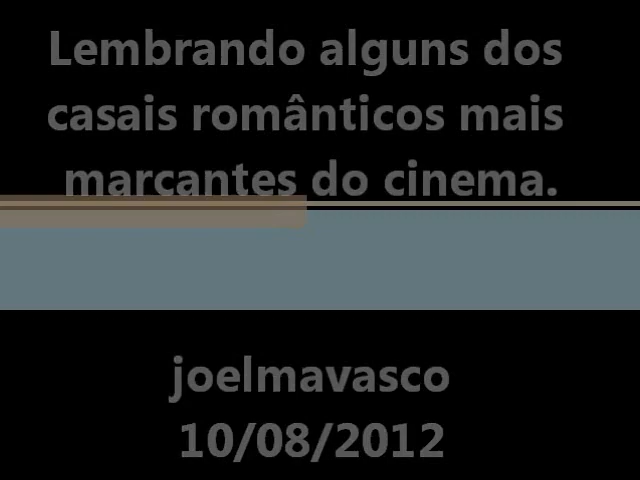 Lembrando alguns dos
casais românticos mais
marcantes do cinema.
joelmavasco
10/08/2012